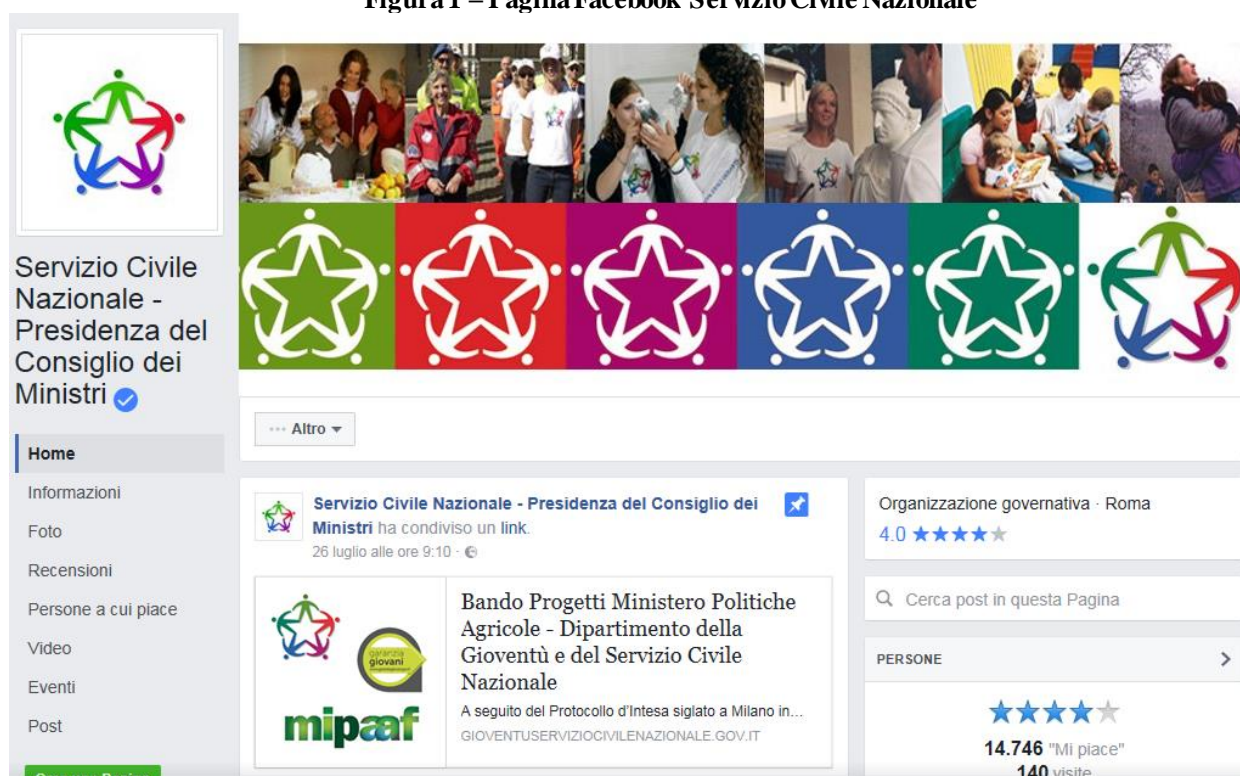 Figura 1 – Pagina Facebook Servizio Civile Nazionale
Servizio Civile
Nazionale -
Presidenza del
Consiglio dei
Ministri
Home
Informazioni
Foto
Recensioni
Persone a cui piace
Video
Eventi
Post
··· Altro
Servizio Civile Nazionale - Presidenza del Consiglio dei
Ministri ha condiviso un link.
26 luglio alle ore 9:10 ·
garanzia
giovani
mipaaf
Bando Progetti Ministero Politiche
Agricole - Dipartimento della
Gioventù e del Servizio Civile
Nazionale
A seguito del Protocollo d'Intesa siglato a Milano in...
GIOVENTUSERVIZIOCIVILENAZIONALE.GOV.IT
Organizzazione governativa · Roma
4.0
Cerca post in questa Pagina
PERSONE
14.746 "Mi piace"
140 visite